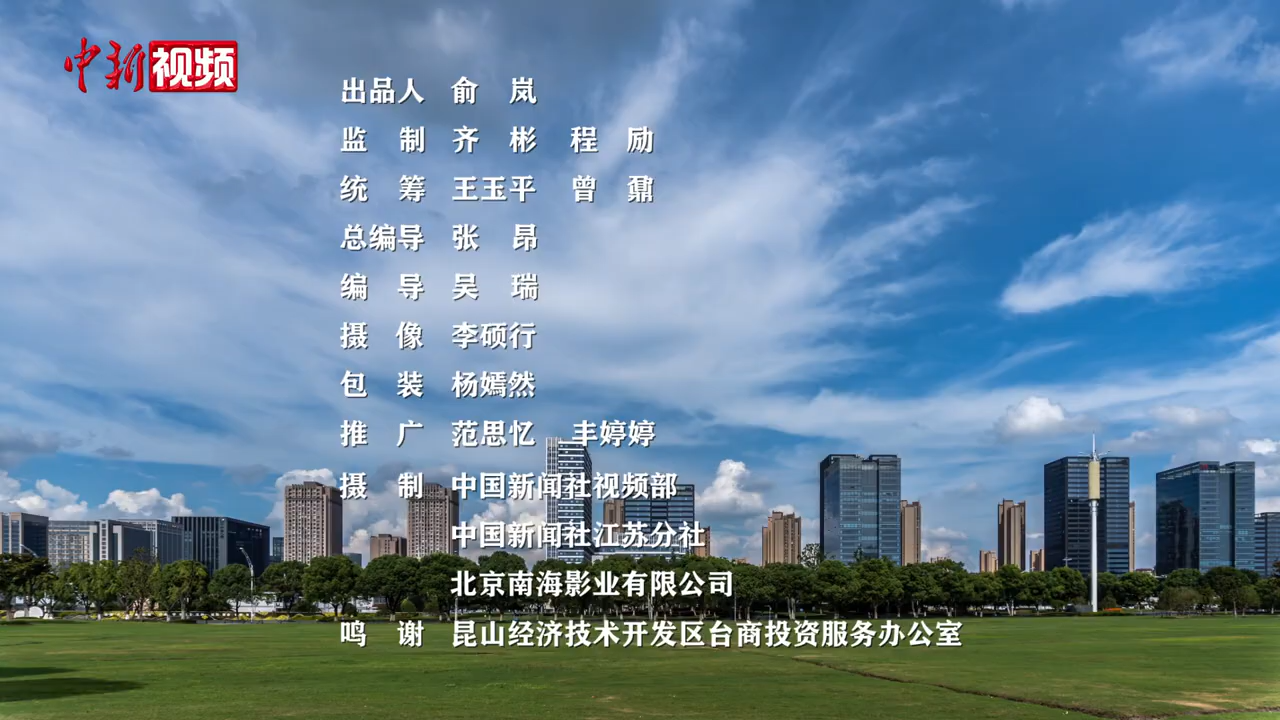 中新视频
出品人 俞 岚
监 制 齐 彬 程 励
统 筹 王玉平 曾 鼐
总编导 张 昂
编 导 吴 瑞
摄 像 李硕行
包 装 杨嫣然
推 广 范思忆 丰婷婷
摄 制 中国新闻社视频部
中国新闻社江苏分社
北京南海影业有限公司
鸣 谢 昆山经济技术开发区台商投资服务办公室